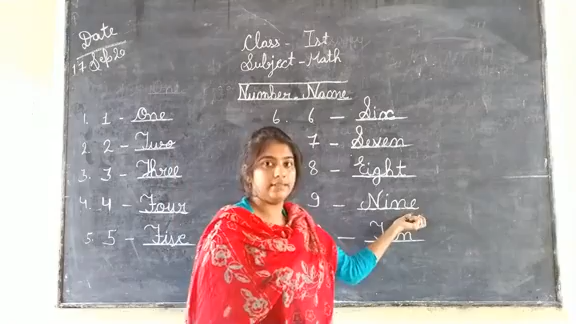 Date
17 Sep 20
Class - Ist
Subject - Math
Number Name
1. 1 - One
2. 2 - Two
3. 3 - Three
4. 4 - Four
5. 5 - Five
6. 6 - Six
7 - Seven
8 - Eight
9 - Nine
- Ten